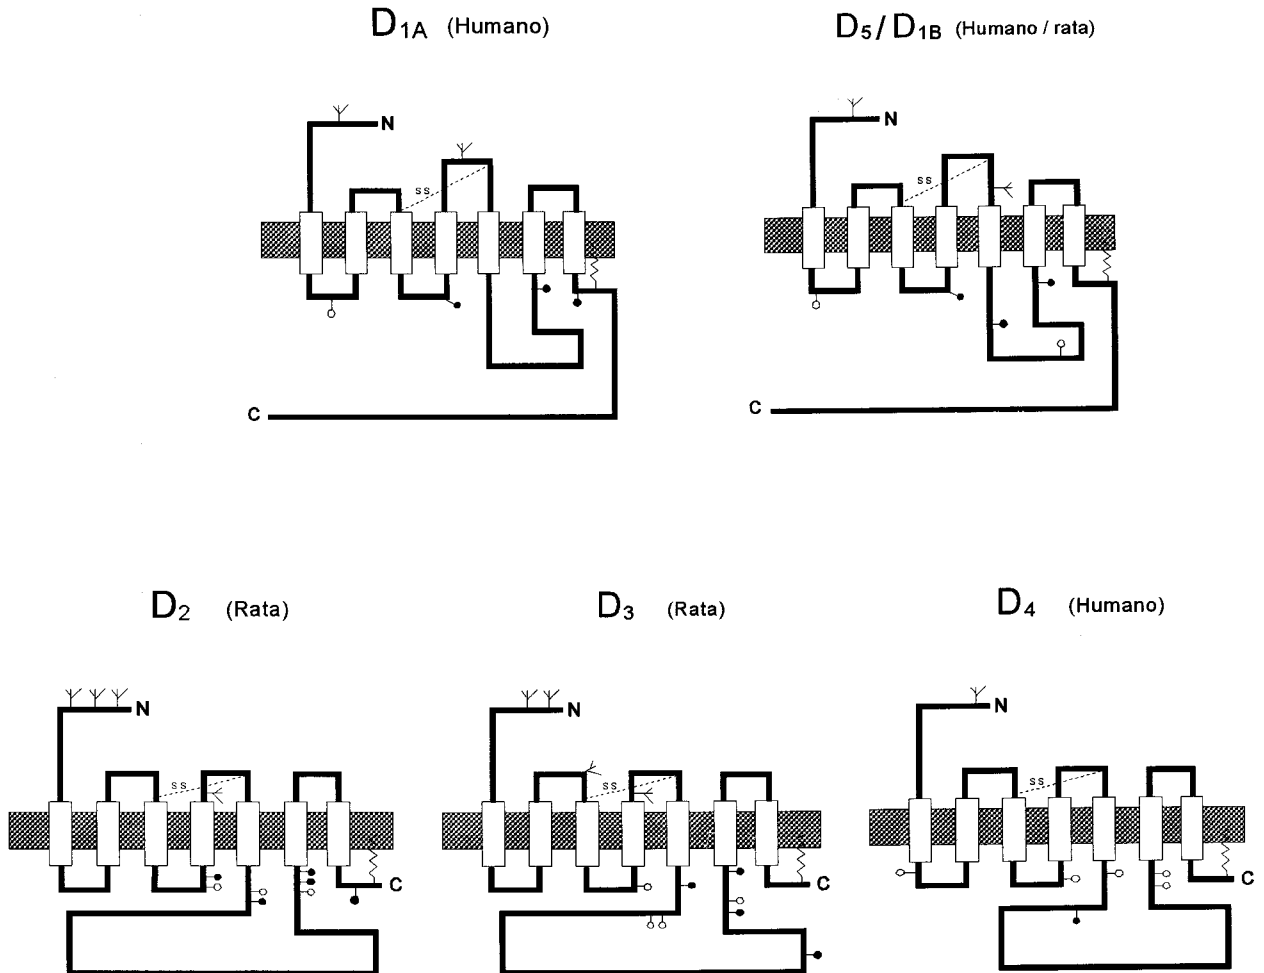 D1A (Humano)
D5/D1B (Humano / rata)
N
ss
C
N
ss
C
D2 (Rata)
D3 (Rata)
D4 (Humano)
N
ss
C
N
ss
C
N
ss
C